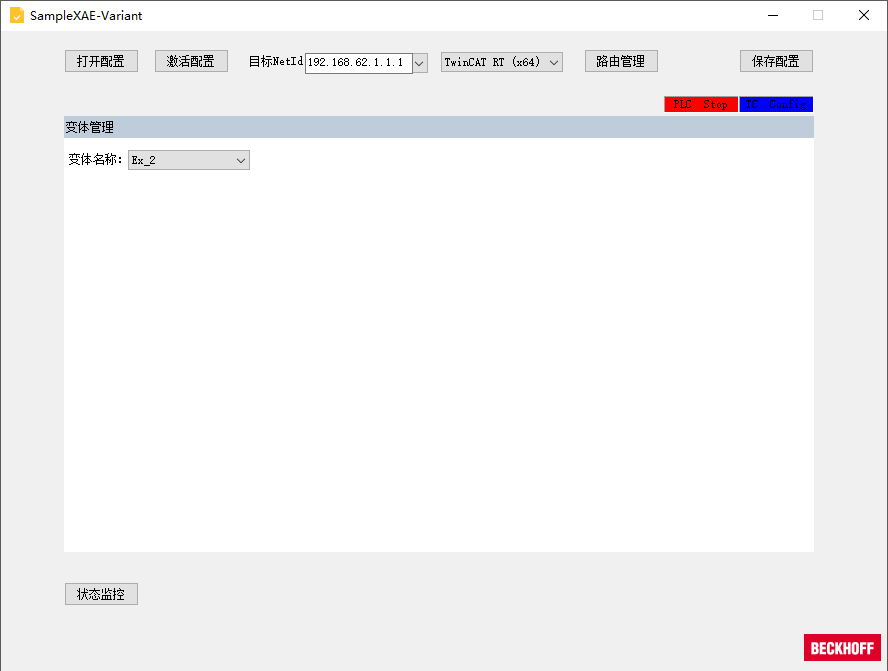 SampleXAE-Variant
打开配置 激活配置 目标NetId 192.168.62.1.1.1 TwinCAT RT (x64) 路由管理 保存配置
PLC Stop TC Config
变体管理
变体名称： Ex_2
状态监控
BECKHOFF